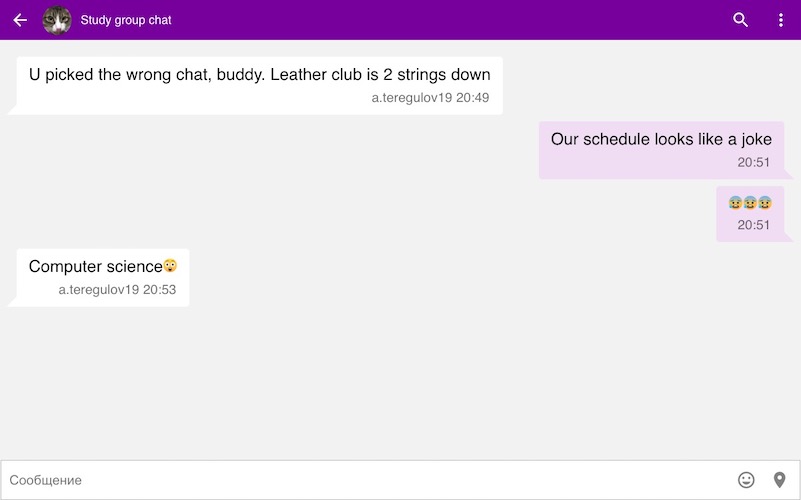 Study group chat
U picked the wrong chat, buddy. Leather club is 2 strings down
a.teregulov19 20:49
Our schedule looks like a joke
20:51
😰😰😰
20:51
Computer science😳
a.teregulov19 20:53
Сообщение